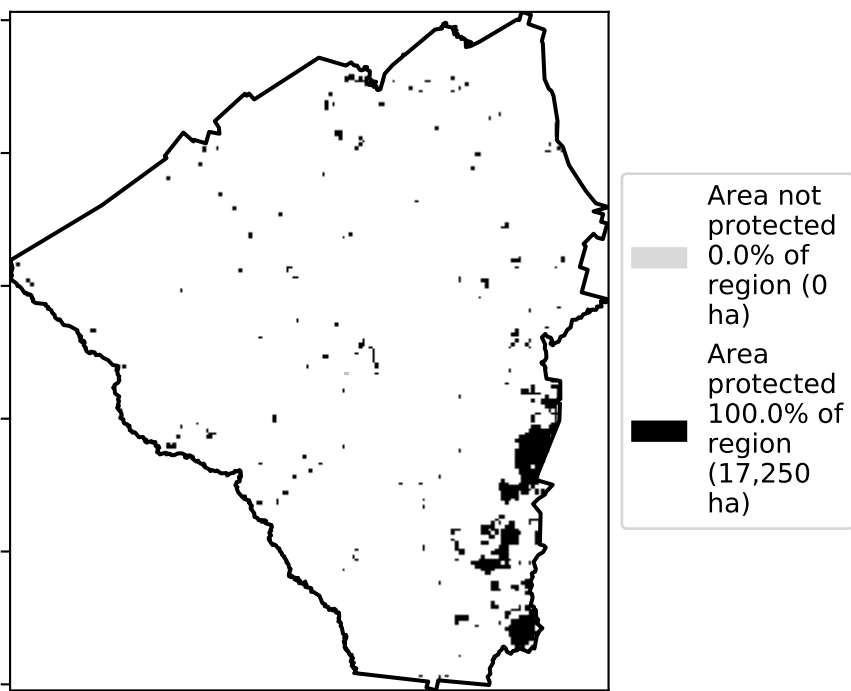 Area not
protected
0.0% of
region (0
ha)
Area
protected
100.0% of
region
(17,250
ha)